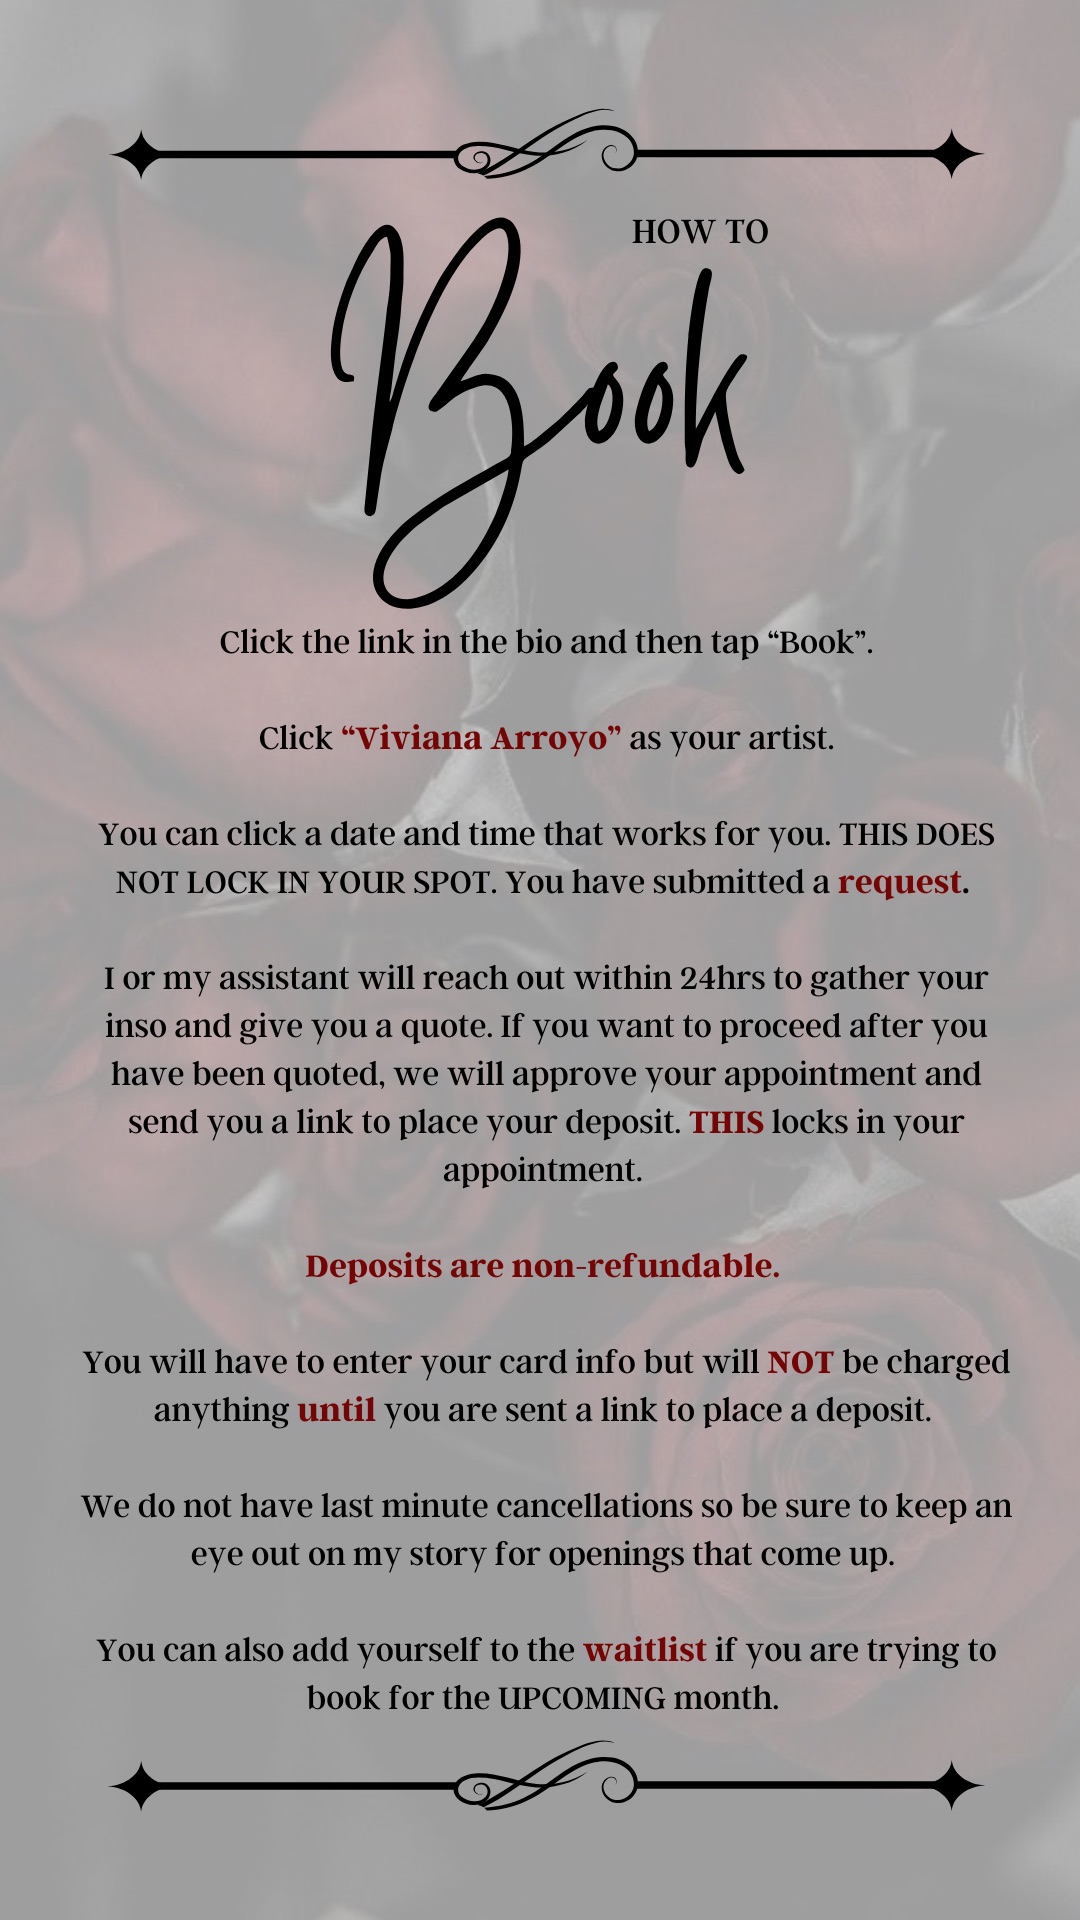 HOW TO
Book
Click the link in the bio and then tap “Book”.
Click “Viviana Arroyo” as your artist.
You can click a date and time that works for you. THIS DOES
NOT LOCK IN YOUR SPOT. You have submitted a request.
I or my assistant will reach out within 24hrs to gather your
inso and give you a quote. If you want to proceed after you
have been quoted, we will approve your appointment and
send you a link to place your deposit. THIS locks in your
appointment.
Deposits are non-refundable.
You will have to enter your card info but will NOT be charged
anything until you are sent a link to place a deposit.
We do not have last minute cancellations so be sure to keep an
eye out on my story for openings that come up.
You can also add yourself to the waitlist if you are trying to
book for the UPCOMING month.